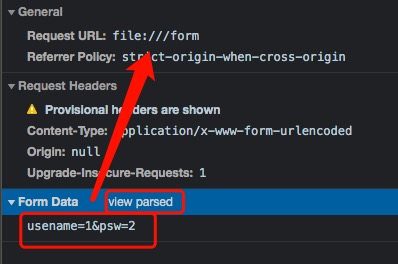 General
Request URL: file:///form
Referrer Policy: strict-origin-when-cross-origin
Request Headers
Provisional headers are shown
Content-Type: application/x-www-form-urlencoded
Origin: null
Upgrade-Insecure-Requests: 1
Form Data view parsed
usename=1&psw=2